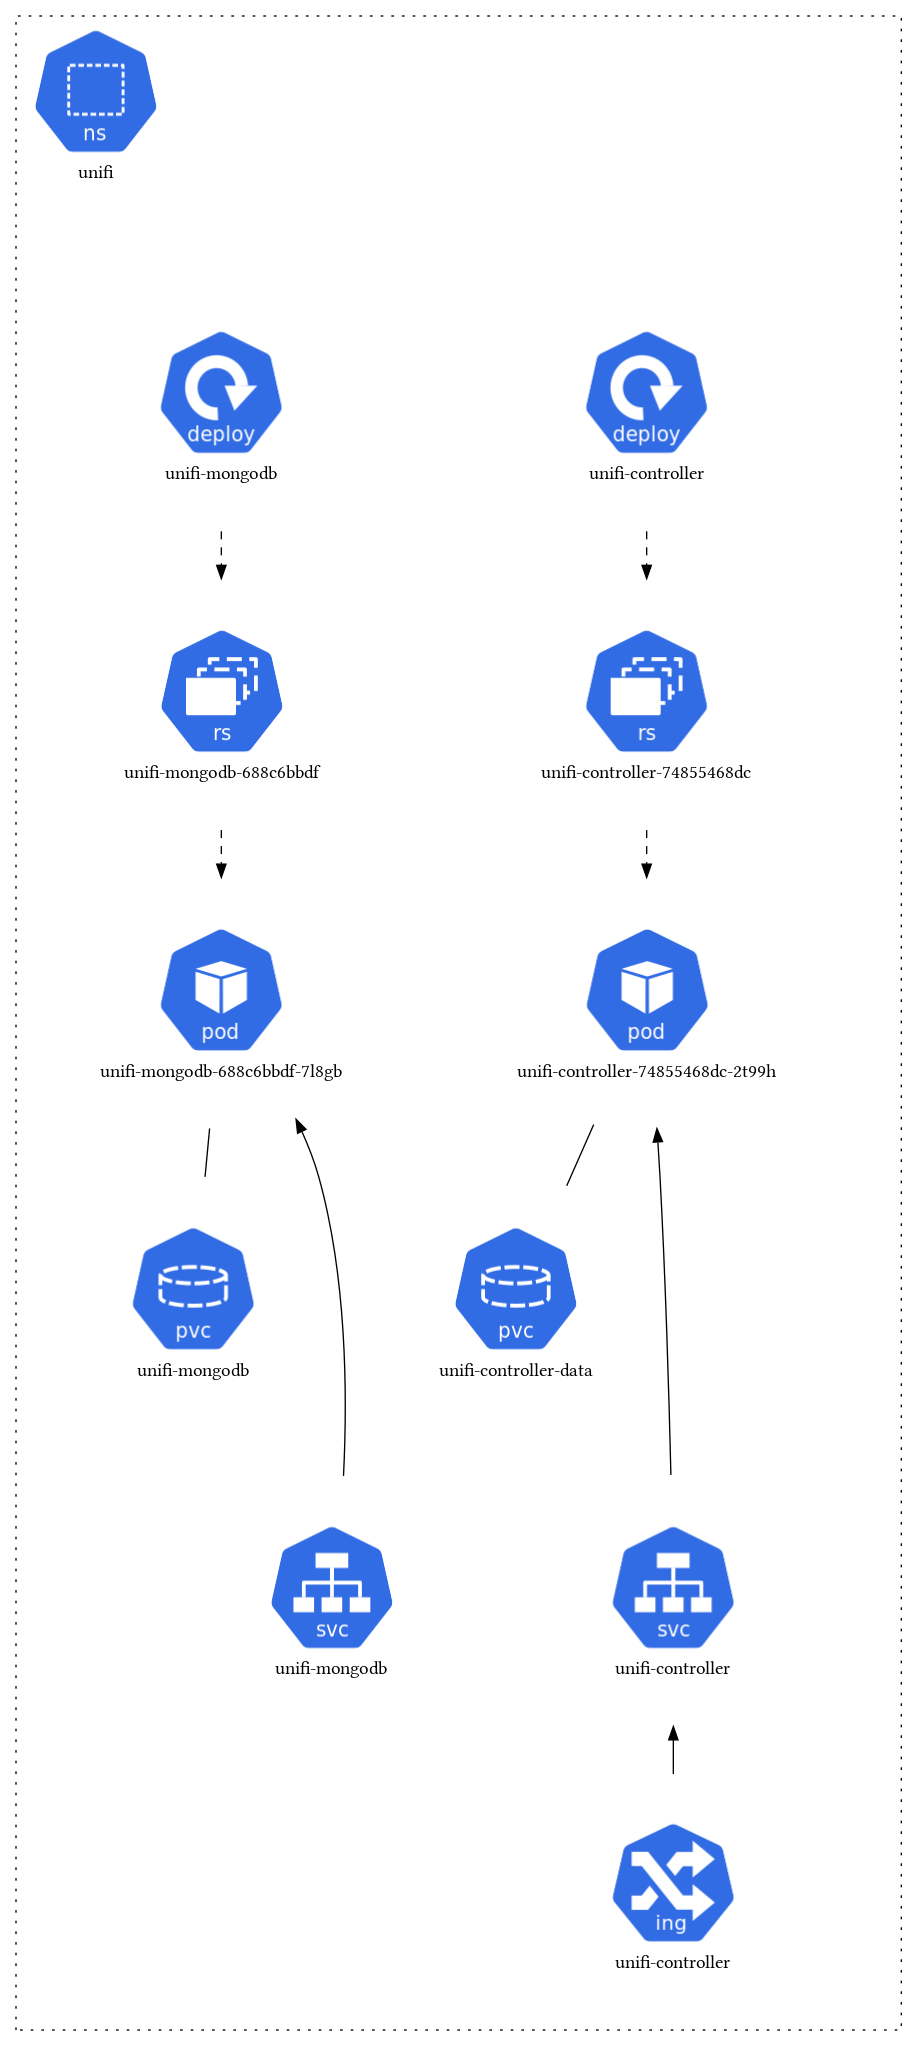 ns
unifi
deploy
deploy
unifi-mongodb
unifi-controller
rs
rs
unifi-mongodb-688c6bbdf
unifi-controller-74855468dc
pod
pod
unifi-mongodb-688c6bbdf-7l8gb
unifi-controller-74855468dc-2t99h
pvc
pvc
unifi-mongodb
unifi-controller-data
svc
svc
unifi-mongodb
unifi-controller
ing
unifi-controller